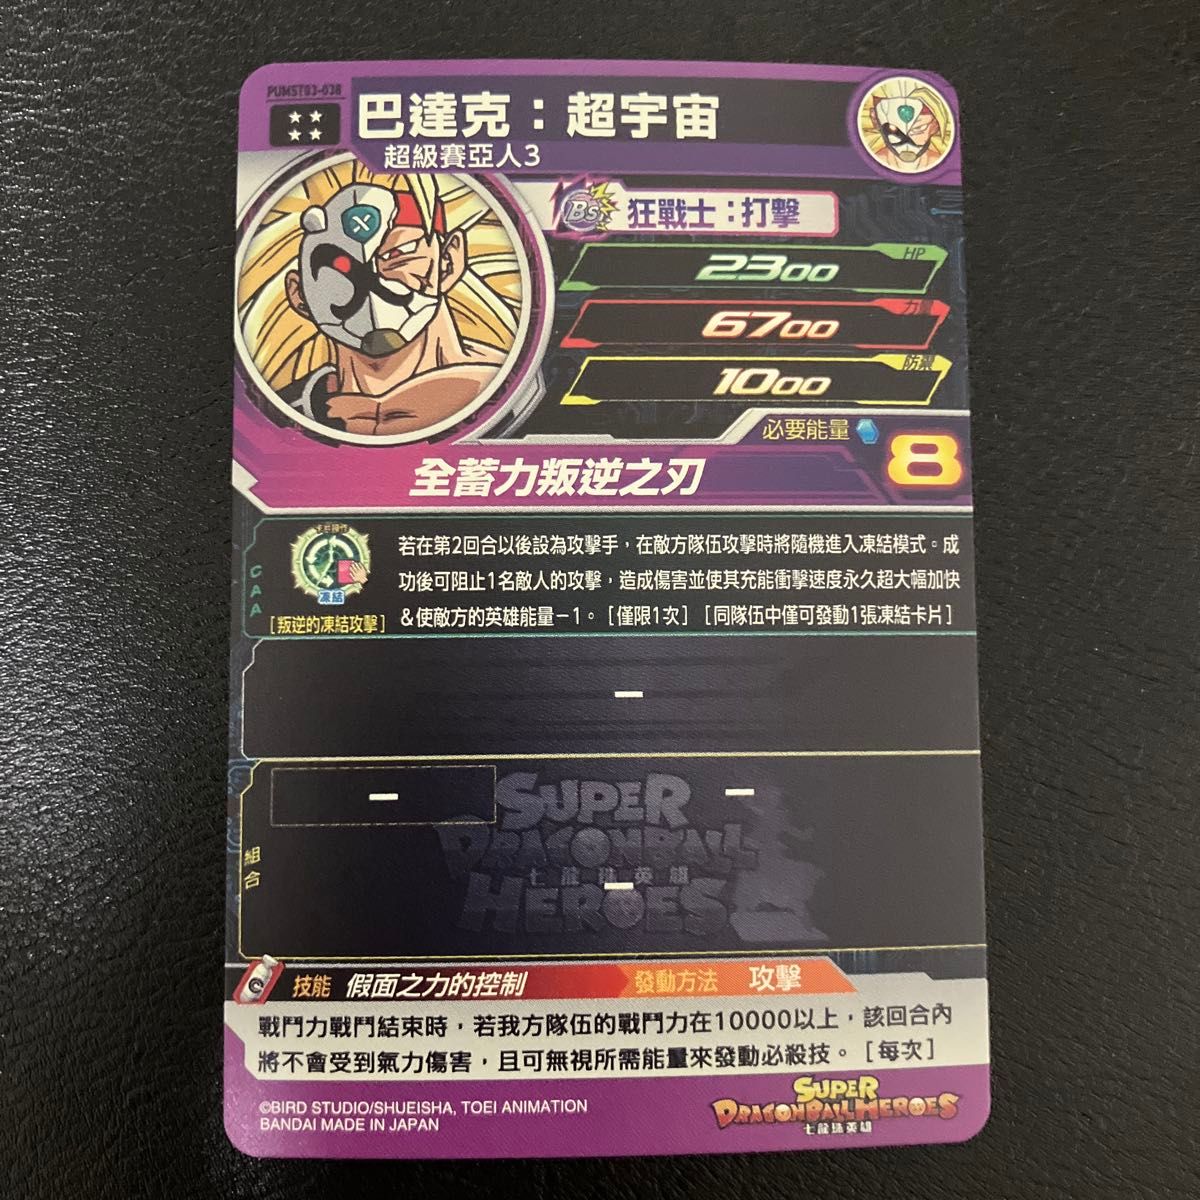 PUMST03-038
巴達克：超宇宙
超級賽亞人3
Bs 狂戰士：打擊
HP
2300
力量
6700
防禦
1000
必要能量 8
全蓄力叛逆之刃
CAA
凍結
[叛逆的凍結攻擊]
若在第2回合以後設為攻擊手，在敵方隊伍攻擊時將隨機進入凍結模式。成
功後可阻止1名敵人的攻擊，造成傷害並使其充能衝擊速度永久超大幅加快
&使敵方的英雄能量－1。[僅限1次] [同隊伍中僅可發動1張凍結卡片]
—
組合
—
—
—
SUPER
DRAGONBALL
七龍珠英雄
HEROES
技能 假面之力的控制 發動方法 攻擊
戰鬥力戰鬥結束時，若我方隊伍的戰鬥力在10000以上，該回合內
將不會受到氣力傷害，且可無視所需能量來發動必殺技。[每次]
©BIRD STUDIO/SHUEISHA, TOEI ANIMATION
BANDAI MADE IN JAPAN
SUPER
DRAGONBALL HEROES
七龍珠英雄